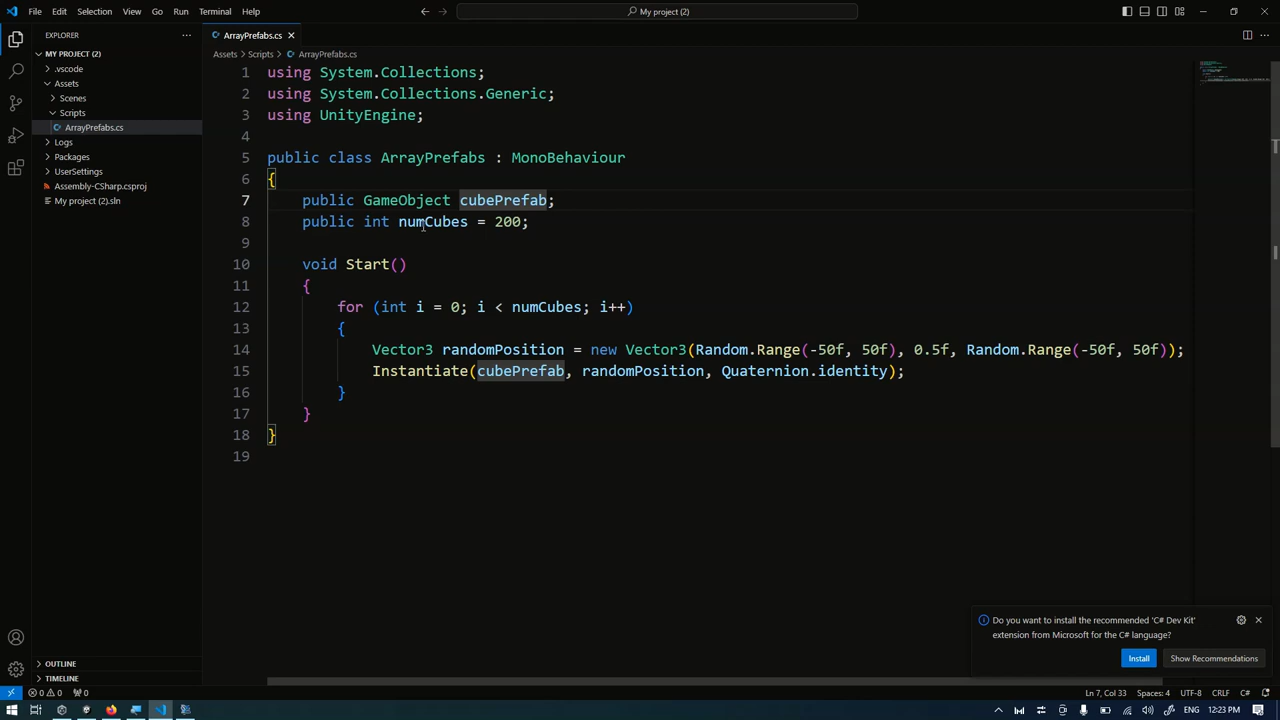 File Edit Selection View Go Run Terminal Help
My project (2)
EXPLORER
ArrayPrefabs.cs
MY PROJECT (2)
Assets > Scripts > ArrayPrefabs.cs
.vscode
Assets
Scenes
Scripts
ArrayPrefabs.cs
Logs
Packages
UserSettings
Assembly-CSharp.csproj
My project (2).sln
OUTLINE
TIMELINE
1 using System.Collections;
2 using System.Collections.Generic;
3 using UnityEngine;
4
5 public class ArrayPrefabs : MonoBehaviour
6 {
7 public GameObject cubePrefab;
8 public int numCubes = 200;
9
10 void Start()
11 {
12 for (int i = 0; i < numCubes; i++)
13 {
14 Vector3 randomPosition = new Vector3(Random.Range(-50f, 50f), 0.5f, Random.Range(-50f, 50f));
15 Instantiate(cubePrefab, randomPosition, Quaternion.identity);
16 }
17 }
18 }
19
Do you want to install the recommended 'C# Dev Kit'
extension from Microsoft for the C# language?
Install Show Recommendations
0 0 0 Ln 7, Col 33 Spaces: 4 UTF-8 CRLF C#
ENG 12:23 PM